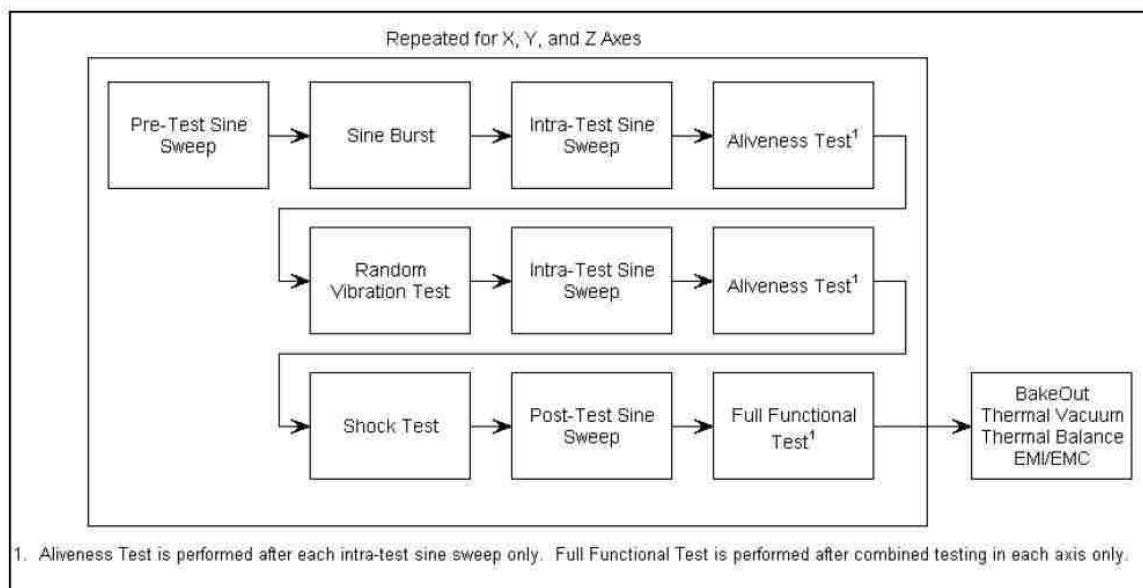 Repeated for X, Y, and Z Axes
Pre-Test Sine
Sweep
Sine Burst
Intra-Test Sine
Sweep
Aliveness Test¹
Random
Vibration Test
Intra-Test Sine
Sweep
Aliveness Test¹
Shock Test
Post-Test Sine
Sweep
Full Functional
Test¹
BakeOut
Thermal Vacuum
Thermal Balance
EMI/EMC
1. Aliveness Test is performed after each intra-test sine sweep only. Full Functional Test is performed after combined testing in each axis only.